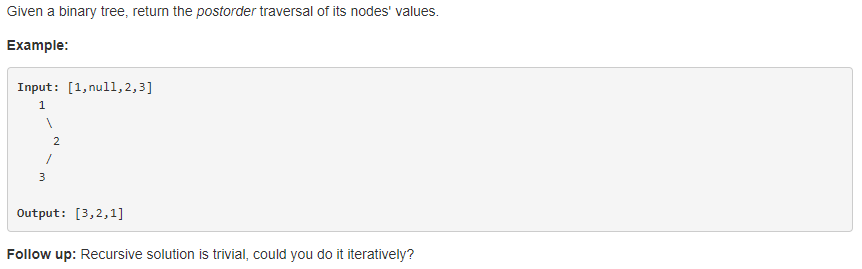 Given a binary tree, return the postorder traversal of its nodes' values.
Example:
Input: [1,null,2,3]
   1
    \
     2
    /
   3
Output: [3,2,1]
Follow up: Recursive solution is trivial, could you do it iteratively?